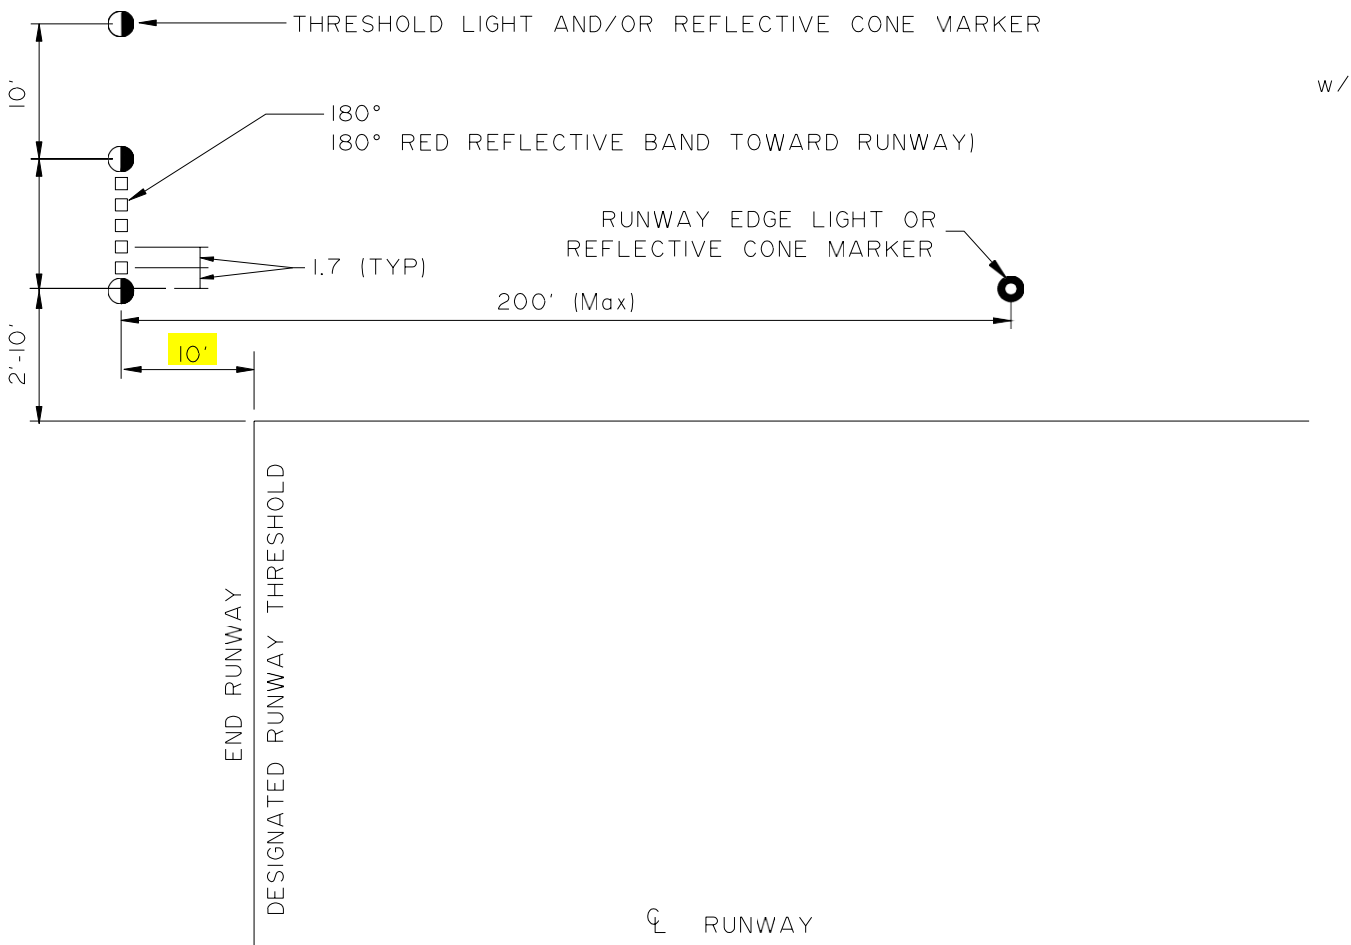 THRESHOLD LIGHT AND/OR REFLECTIVE CONE MARKER
w/
10'
180°
180° RED REFLECTIVE BAND TOWARD RUNWAY)
RUNWAY EDGE LIGHT OR
REFLECTIVE CONE MARKER
1.7 (TYP)
200' (Max)
10'
2'-10'
END RUNWAY
DESIGNATED RUNWAY THRESHOLD
℄ RUNWAY